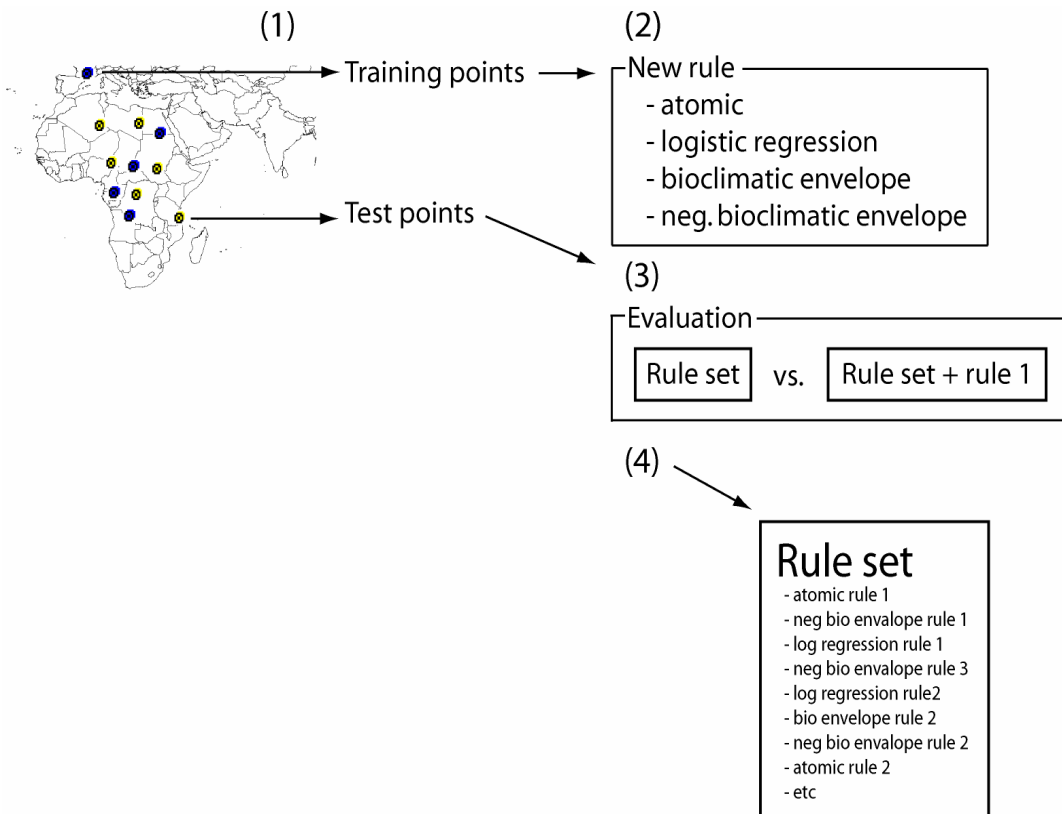 (1)
Training points
Test points
(2)
New rule
- atomic
- logistic regression
- bioclimatic envelope
- neg. bioclimatic envelope
(3)
Evaluation
Rule set vs. Rule set + rule 1
(4)
Rule set
- atomic rule 1
- neg bio envalope rule 1
- log regression rule 1
- neg bio envalope rule 3
- log regression rule2
- bio envelope rule 2
- neg bio envalope rule 2
- atomic rule 2
- etc